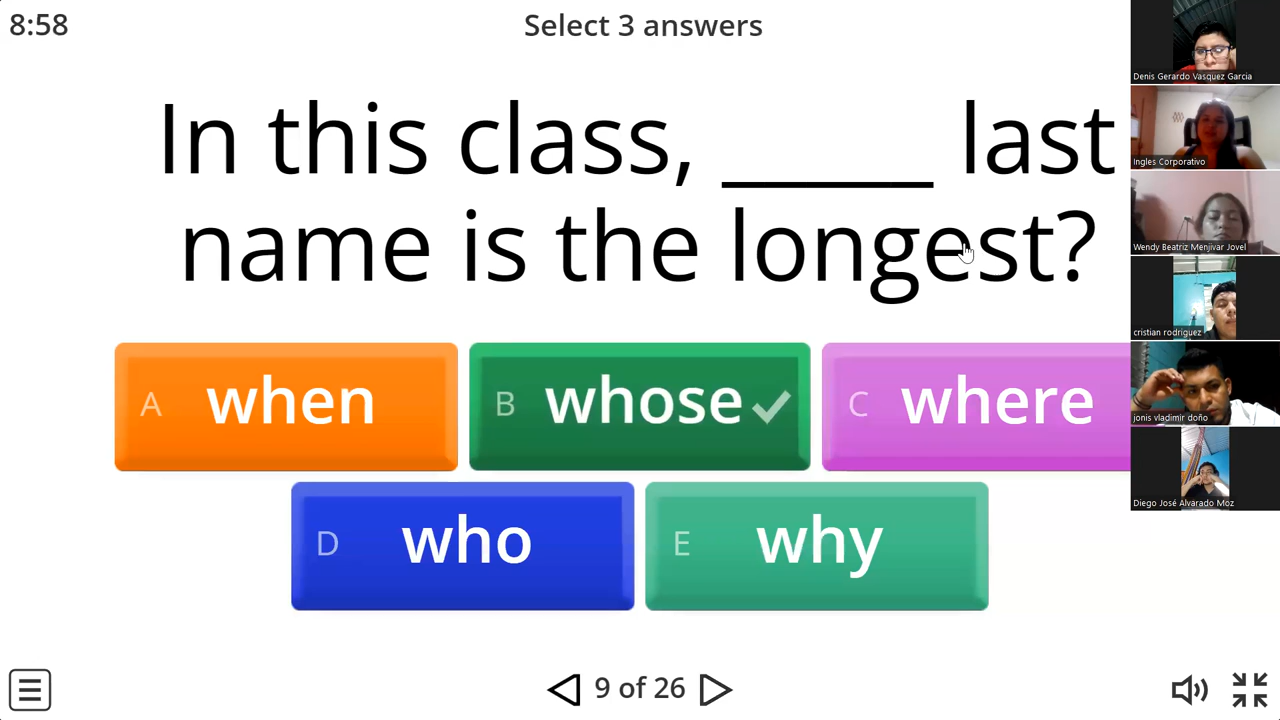 8:58
Select 3 answers
In this class, ______ last
name is the longest?
A when
B whose
C where
D who
E why
9 of 26
Denis Gerardo Vasquez Garcia
Ingles Corporativo
Wendy Beatriz Menjivar Jovel
cristian rodriguez
jonis vladimir doño
Diego José Alvarado Moz